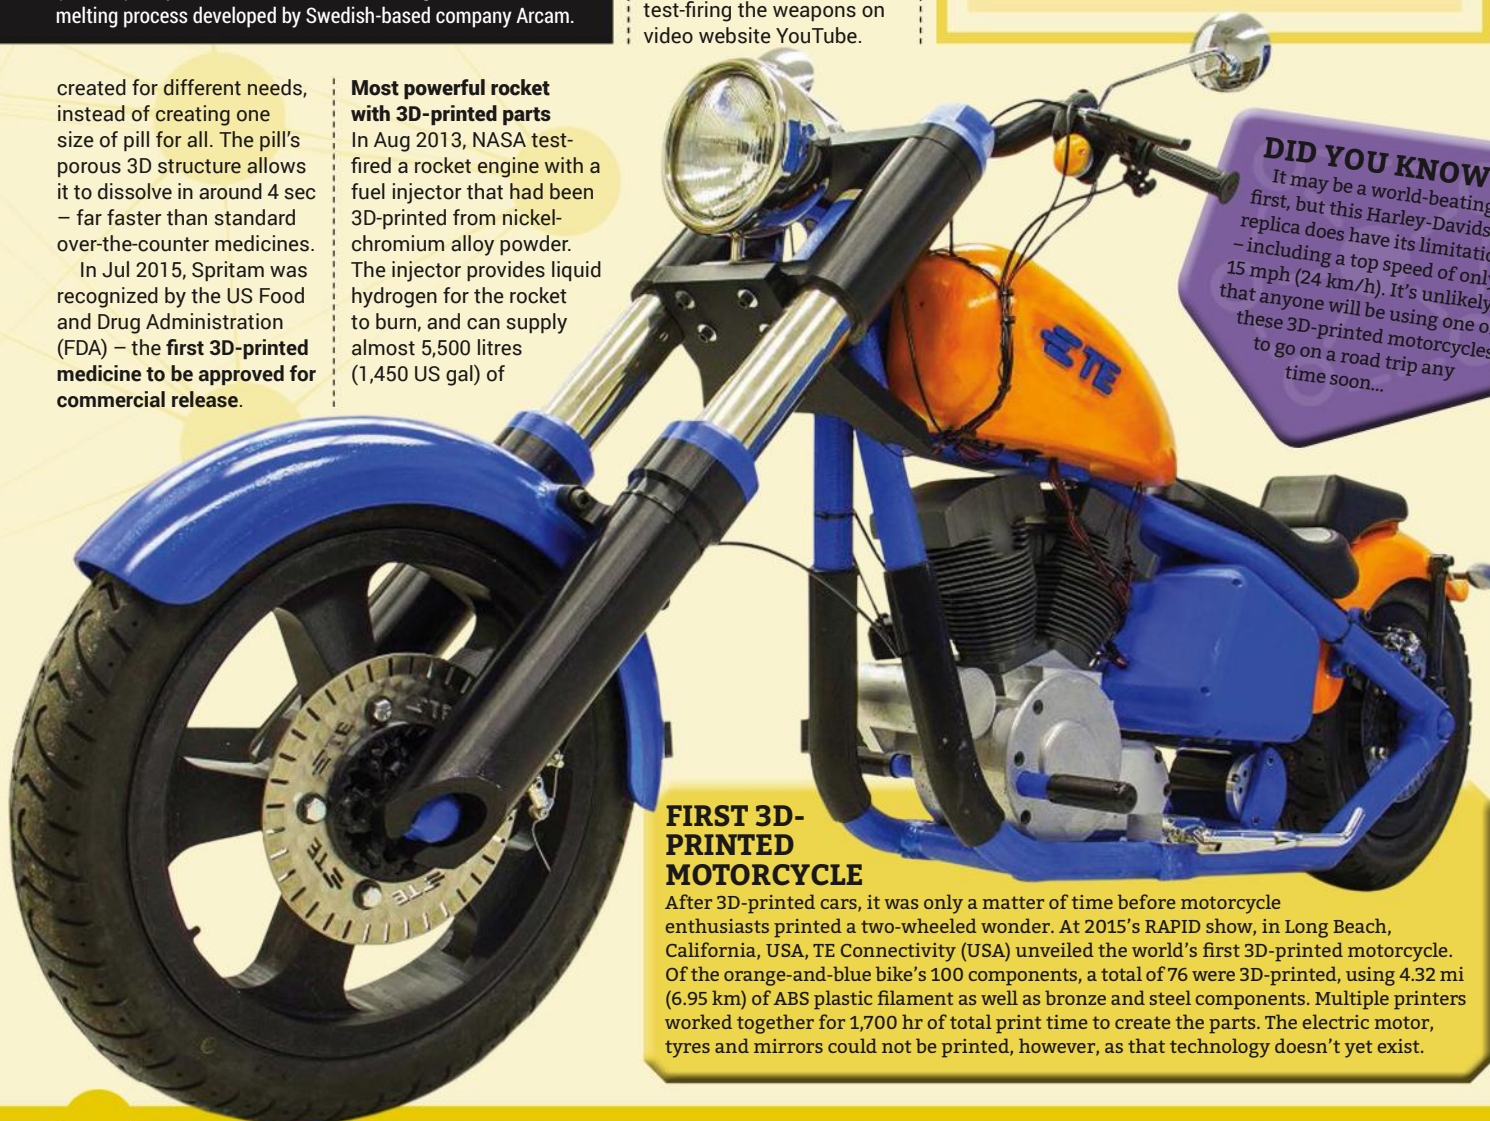 melting process developed by Swedish-based company Arcam.
test-firing the weapons on
video website YouTube.
created for different needs,
instead of creating one
size of pill for all. The pill's
porous 3D structure allows
it to dissolve in around 4 sec
– far faster than standard
over-the-counter medicines.
In Jul 2015, Spritam was
recognized by the US Food
and Drug Administration
(FDA) – the first 3D-printed
medicine to be approved for
commercial release.
Most powerful rocket
with 3D-printed parts
In Aug 2013, NASA test-
fired a rocket engine with a
fuel injector that had been
3D-printed from nickel-
chromium alloy powder.
The injector provides liquid
hydrogen for the rocket
to burn, and can supply
almost 5,500 litres
(1,450 US gal) of
DID YOU KNOW
It may be a world-beating
first, but this Harley-Davids
replica does have its limitatio
– including a top speed of only
15 mph (24 km/h). It's unlikely
that anyone will be using one o
these 3D-printed motorcycles
to go on a road trip any
time soon...
TE
TE
TE
TE
TE
FIRST 3D-
PRINTED
MOTORCYCLE
After 3D-printed cars, it was only a matter of time before motorcycle
enthusiasts printed a two-wheeled wonder. At 2015's RAPID show, in Long Beach,
California, USA, TE Connectivity (USA) unveiled the world's first 3D-printed motorcycle.
Of the orange-and-blue bike's 100 components, a total of 76 were 3D-printed, using 4.32 mi
(6.95 km) of ABS plastic filament as well as bronze and steel components. Multiple printers
worked together for 1,700 hr of total print time to create the parts. The electric motor,
tyres and mirrors could not be printed, however, as that technology doesn't yet exist.